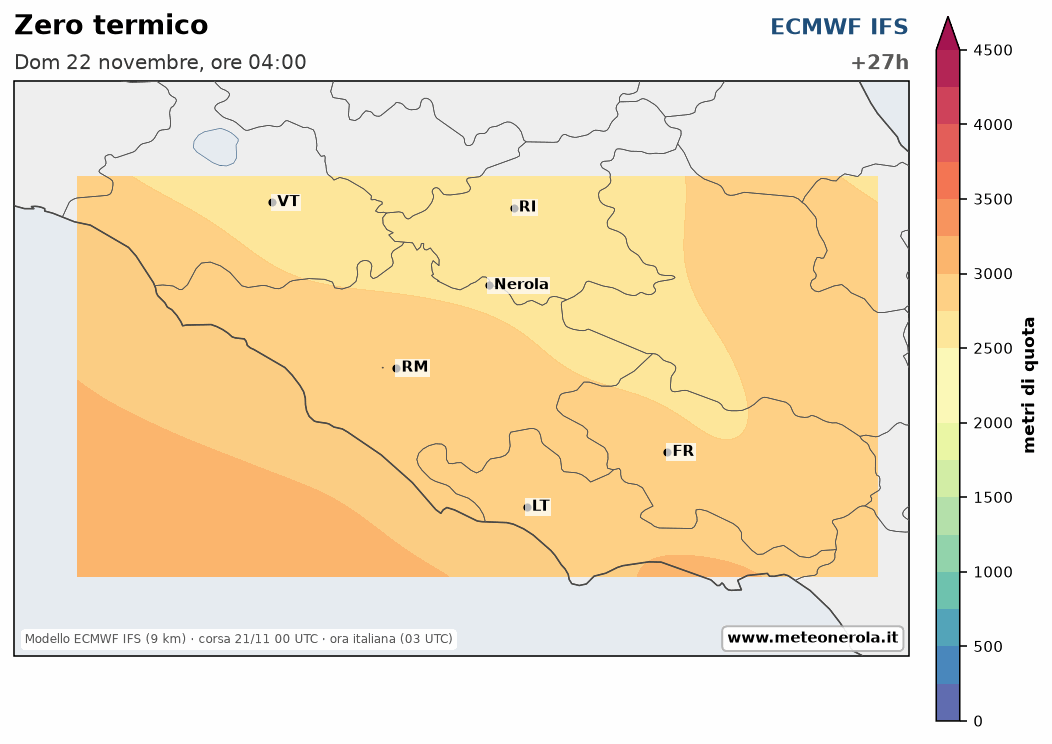 Zero termico
ECMWF IFS
Dom 22 novembre, ore 04:00
+27h
VT
RI
Nerola
RM
FR
LT
4500
4000
3500
3000
2500
2000
1500
1000
500
0
metri di quota
Modello ECMWF IFS (9 km) · corsa 21/11 00 UTC · ora italiana (03 UTC)
www.meteonerola.it